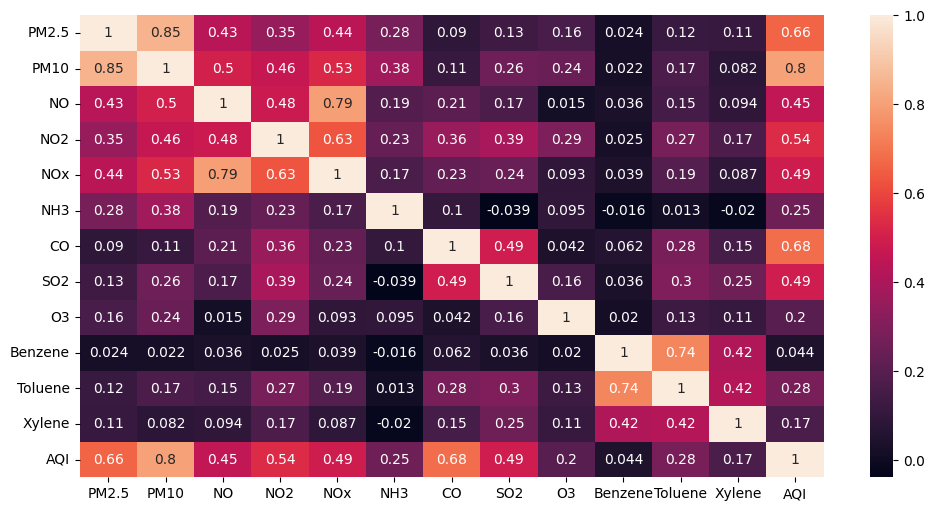 PM2.5 1 0.85 0.43 0.35 0.44 0.28 0.09 0.13 0.16 0.024 0.12 0.11 0.66
PM10 0.85 1 0.5 0.46 0.53 0.38 0.11 0.26 0.24 0.022 0.17 0.082 0.8
NO 0.43 0.5 1 0.48 0.79 0.19 0.21 0.17 0.015 0.036 0.15 0.094 0.45
NO2 0.35 0.46 0.48 1 0.63 0.23 0.36 0.39 0.29 0.025 0.27 0.17 0.54
NOx 0.44 0.53 0.79 0.63 1 0.17 0.23 0.24 0.093 0.039 0.19 0.087 0.49
NH3 0.28 0.38 0.19 0.23 0.17 1 0.1 -0.039 0.095 -0.016 0.013 -0.02 0.25
CO 0.09 0.11 0.21 0.36 0.23 0.1 1 0.49 0.042 0.062 0.28 0.15 0.68
SO2 0.13 0.26 0.17 0.39 0.24 -0.039 0.49 1 0.16 0.036 0.3 0.25 0.49
O3 0.16 0.24 0.015 0.29 0.093 0.095 0.042 0.16 1 0.02 0.13 0.11 0.2
Benzene 0.024 0.022 0.036 0.025 0.039 -0.016 0.062 0.036 0.02 1 0.74 0.42 0.044
Toluene 0.12 0.17 0.15 0.27 0.19 0.013 0.28 0.3 0.13 0.74 1 0.42 0.28
Xylene 0.11 0.082 0.094 0.17 0.087 -0.02 0.15 0.25 0.11 0.42 0.42 1 0.17
AQI 0.66 0.8 0.45 0.54 0.49 0.25 0.68 0.49 0.2 0.044 0.28 0.17 1
PM2.5 PM10 NO NO2 NOx NH3 CO SO2 O3 Benzene Toluene Xylene AQI
1.0
0.8
0.6
0.4
0.2
0.0